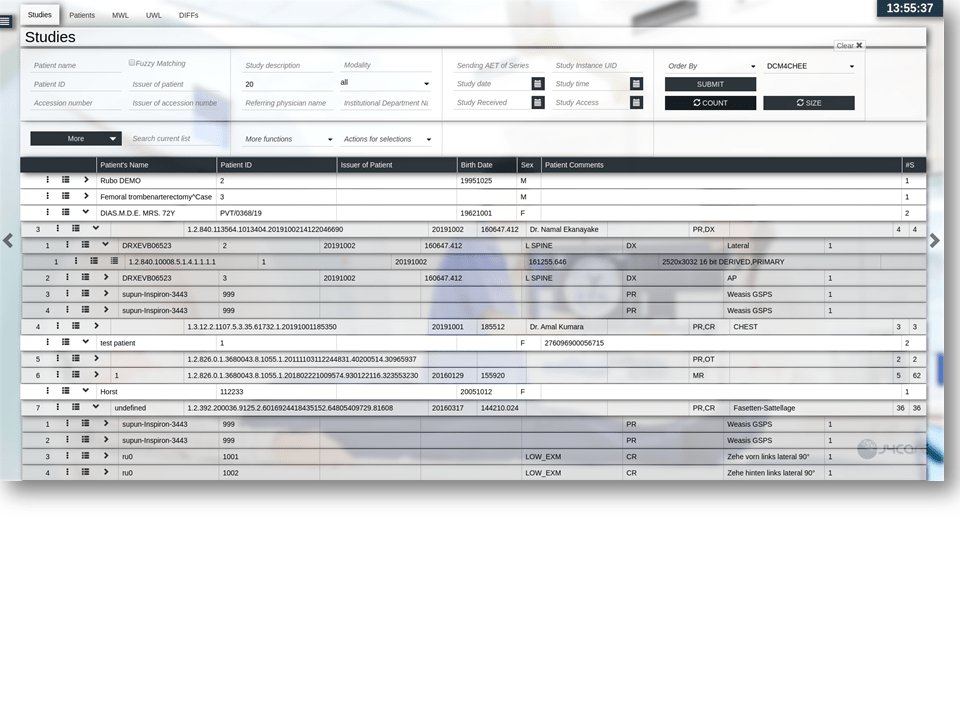 Studies Patients MWL UWL DIFFs 13:55:37
Studies
Clear ✖
Patient name Fuzzy Matching Study description Modality Sending AET of Series Study Instance UID Order By DCM4CHEE
Patient ID Issuer of patient 20 all Study date Study time SUBMIT
Accession number Issuer of accession numbe Referring physician name Institutional Department Study Received Study Access COUNT SIZE
More Search current list More functions Actions for selections
Patient's Name Patient ID Issuer of Patient Birth Date Sex Patient Comments #S
Rubo DEMO 2 19951025 M 1
Femoral trombenarterectomy^Case 3 M 1
DIAS.M.D.E. MRS. 72Y PVT/0368/19 19621001 F 2
3 1.2.840.113564.1013404.2019100214122046690 20191002 160647.412 Dr. Namal Ekanayake PR,DX 4 4
1 DRXEVB06523 2 20191002 160647.412 L SPINE DX Lateral 1
1 1.2.840.10008.5.1.4.1.1.1.1 1 20191002 161255.646 2520x3032 16 bit DERIVED,PRIMARY
2 DRXEVB06523 3 20191002 160647.412 L SPINE DX AP 1
3 supun-Inspiron-3443 999 PR Weasis GSPS 1
4 supun-Inspiron-3443 999 PR Weasis GSPS 1
4 1.3.12.2.1107.5.3.35.61732.1.20191001185350 20191001 185512 Dr. Amal Kumara PR,CR CHEST 3 3
test patient 1 F 276096900056715 2
5 1.2.826.0.1.3680043.8.1055.1.20111103112244831.40200514.30965937 PR,OT 2 2
6 1 1.2.826.0.1.3680043.8.1055.1.20180222100957​4.930122116.323553230 20160129 155920 MR 5 62
Horst 112233 20051012 F 1
7 undefined 1.2.392.200036.9125.2.6016924418435152.64805409729.81608 20160317 144210.024 PR,CR Fasetten-Sattellage 36 36
1 supun-Inspiron-3443 999 PR Weasis GSPS 1
2 supun-Inspiron-3443 999 PR Weasis GSPS 1
3 ru0 1001 LOW_EXM CR Zehe vorn links lateral 90° 1
4 ru0 1002 LOW_EXM CR Zehe hinten links lateral 90° 1